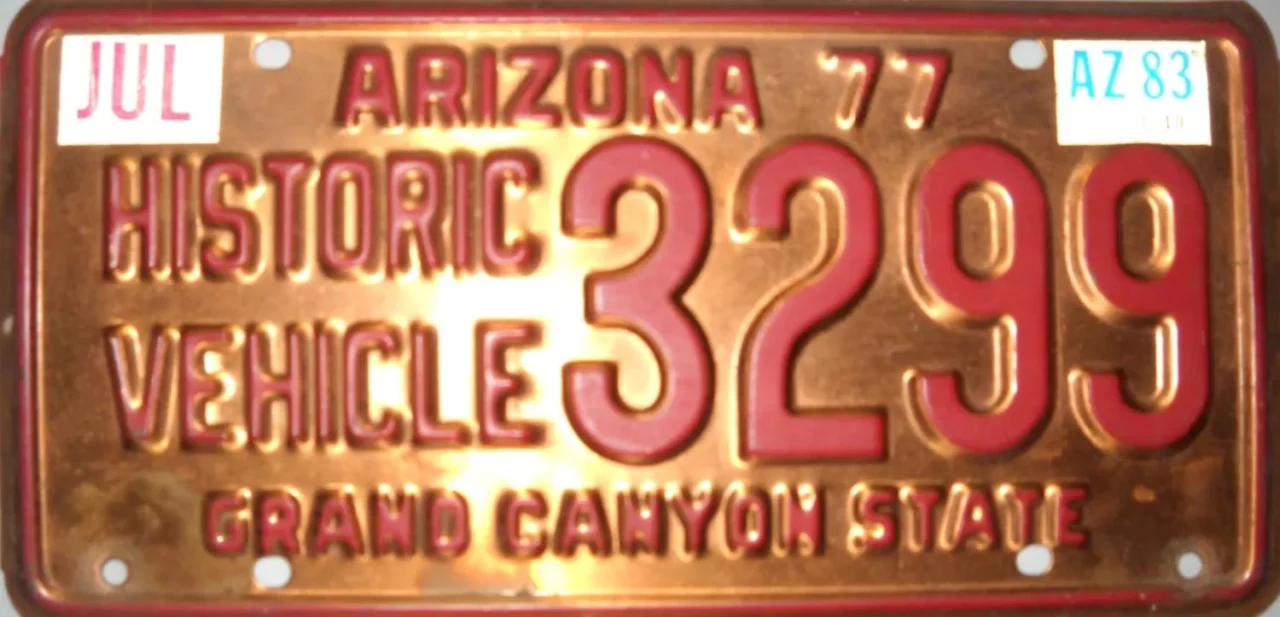 JUL ARIZONA '77 AZ 83
HISTORIC
VEHICLE 3299
GRAND CANYON STATE